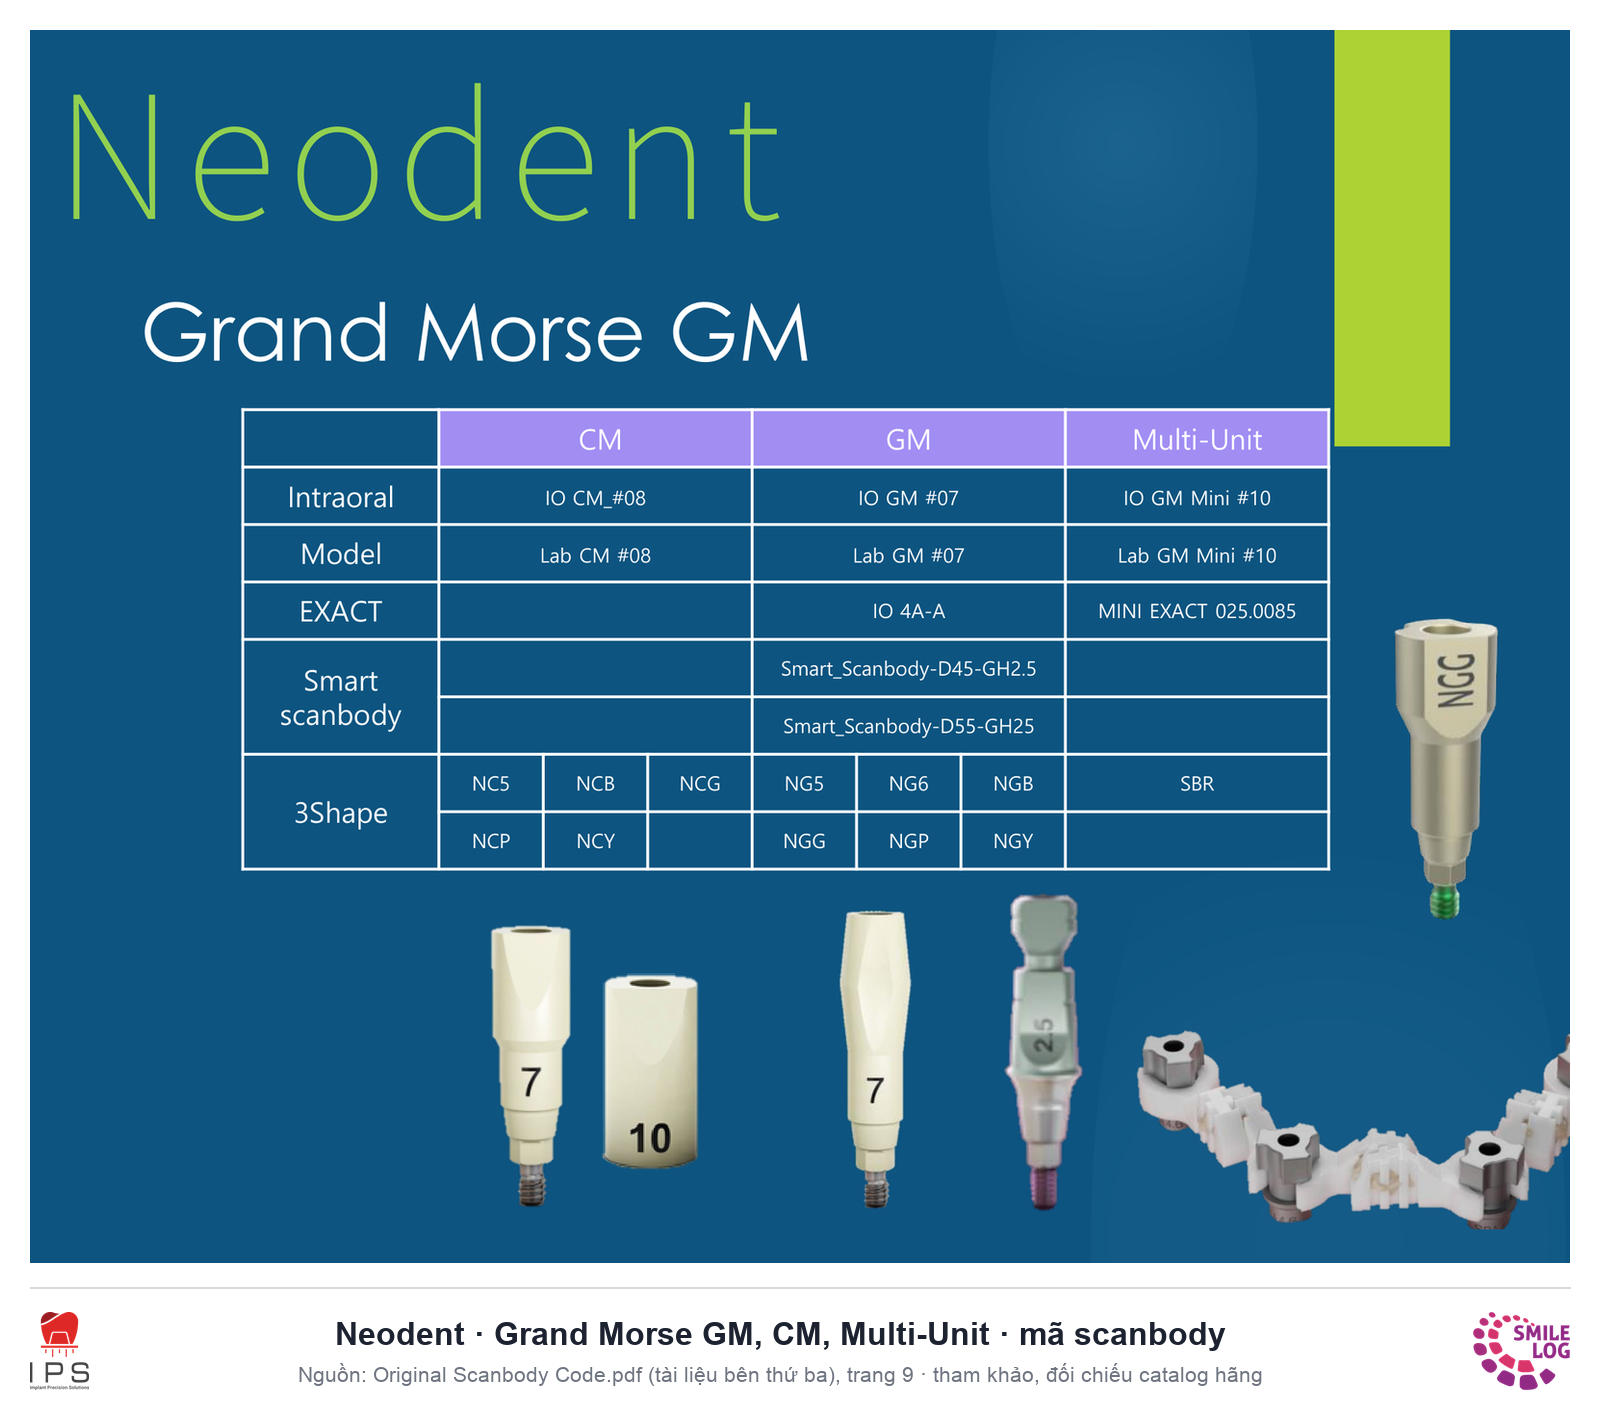 Neodent
Grand Morse GM
CM GM Multi-Unit
Intraoral IO CM_#08 IO GM #07 IO GM Mini #10
Model Lab CM #08 Lab GM #07 Lab GM Mini #10
EXACT IO 4A-A MINI EXACT 025.0085
Smart scanbody
Smart_Scanbody-D45-GH2.5
Smart_Scanbody-D55-GH25
3Shape
NC5 NCB NCG NG5 NG6 NGB SBR
NCP NCY NGG NGP NGY
NGG
7
10
7
2.5
Neodent · Grand Morse GM, CM, Multi-Unit · mã scanbody
Nguồn: Original Scanbody Code.pdf (tài liệu bên thứ ba), trang 9 · tham khảo, đối chiếu catalog hãng
IPS
Implant Precision Solutions
SMILE
LOG